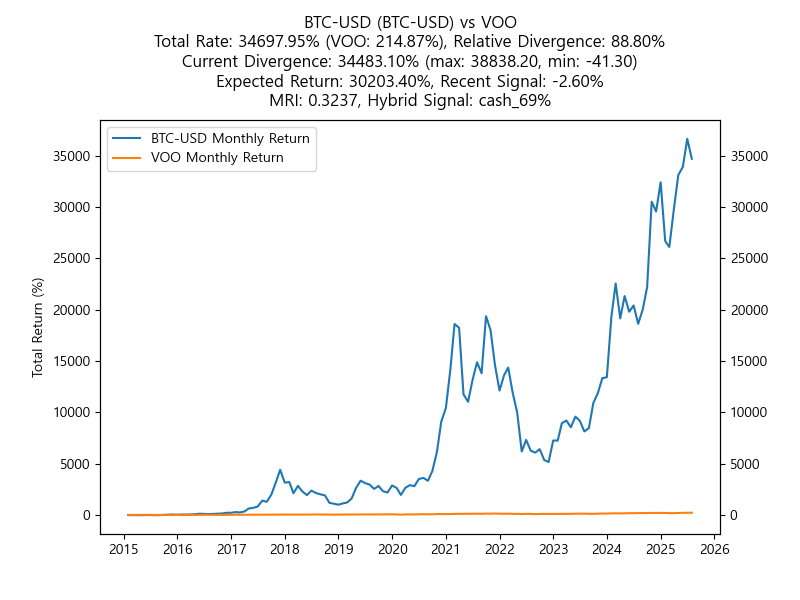 BTC-USD (BTC-USD) vs VOO
Total Rate: 34697.95% (VOO: 214.87%), Relative Divergence: 88.80%
Current Divergence: 34483.10% (max: 38838.20, min: -41.30)
Expected Return: 30203.40%, Recent Signal: -2.60%
MRI: 0.3237, Hybrid Signal: cash_69%
BTC-USD Monthly Return
VOO Monthly Return
Total Return (%)
35000
30000
25000
20000
15000
10000
5000
0
35000
30000
25000
20000
15000
10000
5000
0
2015 2016 2017 2018 2019 2020 2021 2022 2023 2024 2025 2026